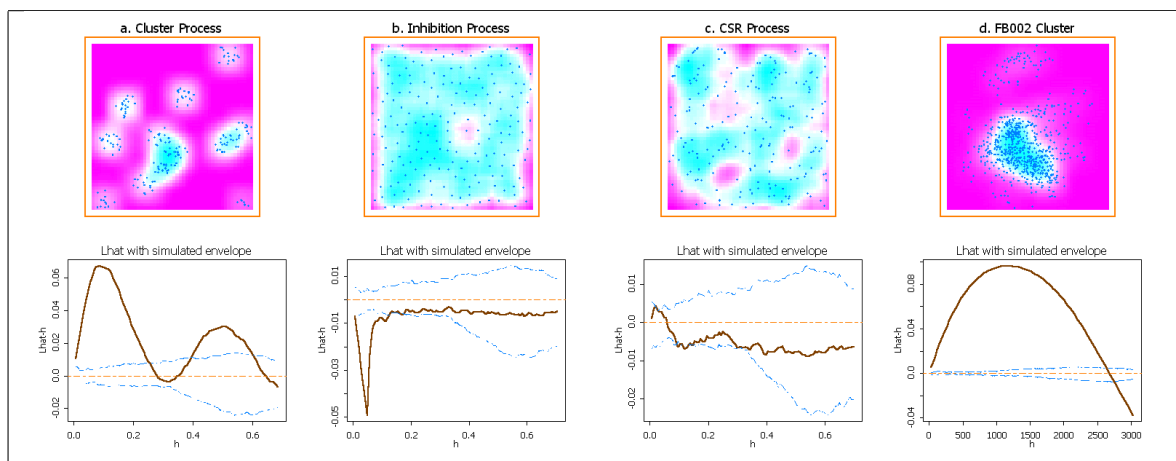 a. Cluster Process
b. Inhibition Process
c. CSR Process
d. FB002 Cluster
Lhat with simulated envelope
Lhat-h
0.06
0.04
0.02
0.0
-0.02
0.0 0.2 0.4 0.6
h
Lhat with simulated envelope
Lhat-h
0.01
-0.01
-0.03
-0.05
0.0 0.2 0.4 0.6
h
Lhat with simulated envelope
Lhat-h
0.01
0.0
-0.01
-0.02
0.0 0.2 0.4 0.6
h
Lhat with simulated envelope
Lhat-h
0.08
0.04
0.0
-0.04
0 500 1000 1500 2000 2500 3000
h